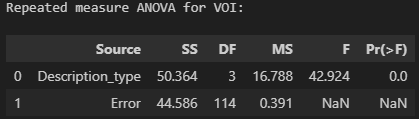 Repeated measure ANOVA for VOI:
Source SS DF MS F Pr(>F)
0 Description_type 50.364 3 16.788 42.924 0.0
1 Error 44.586 114 0.391 NaN NaN